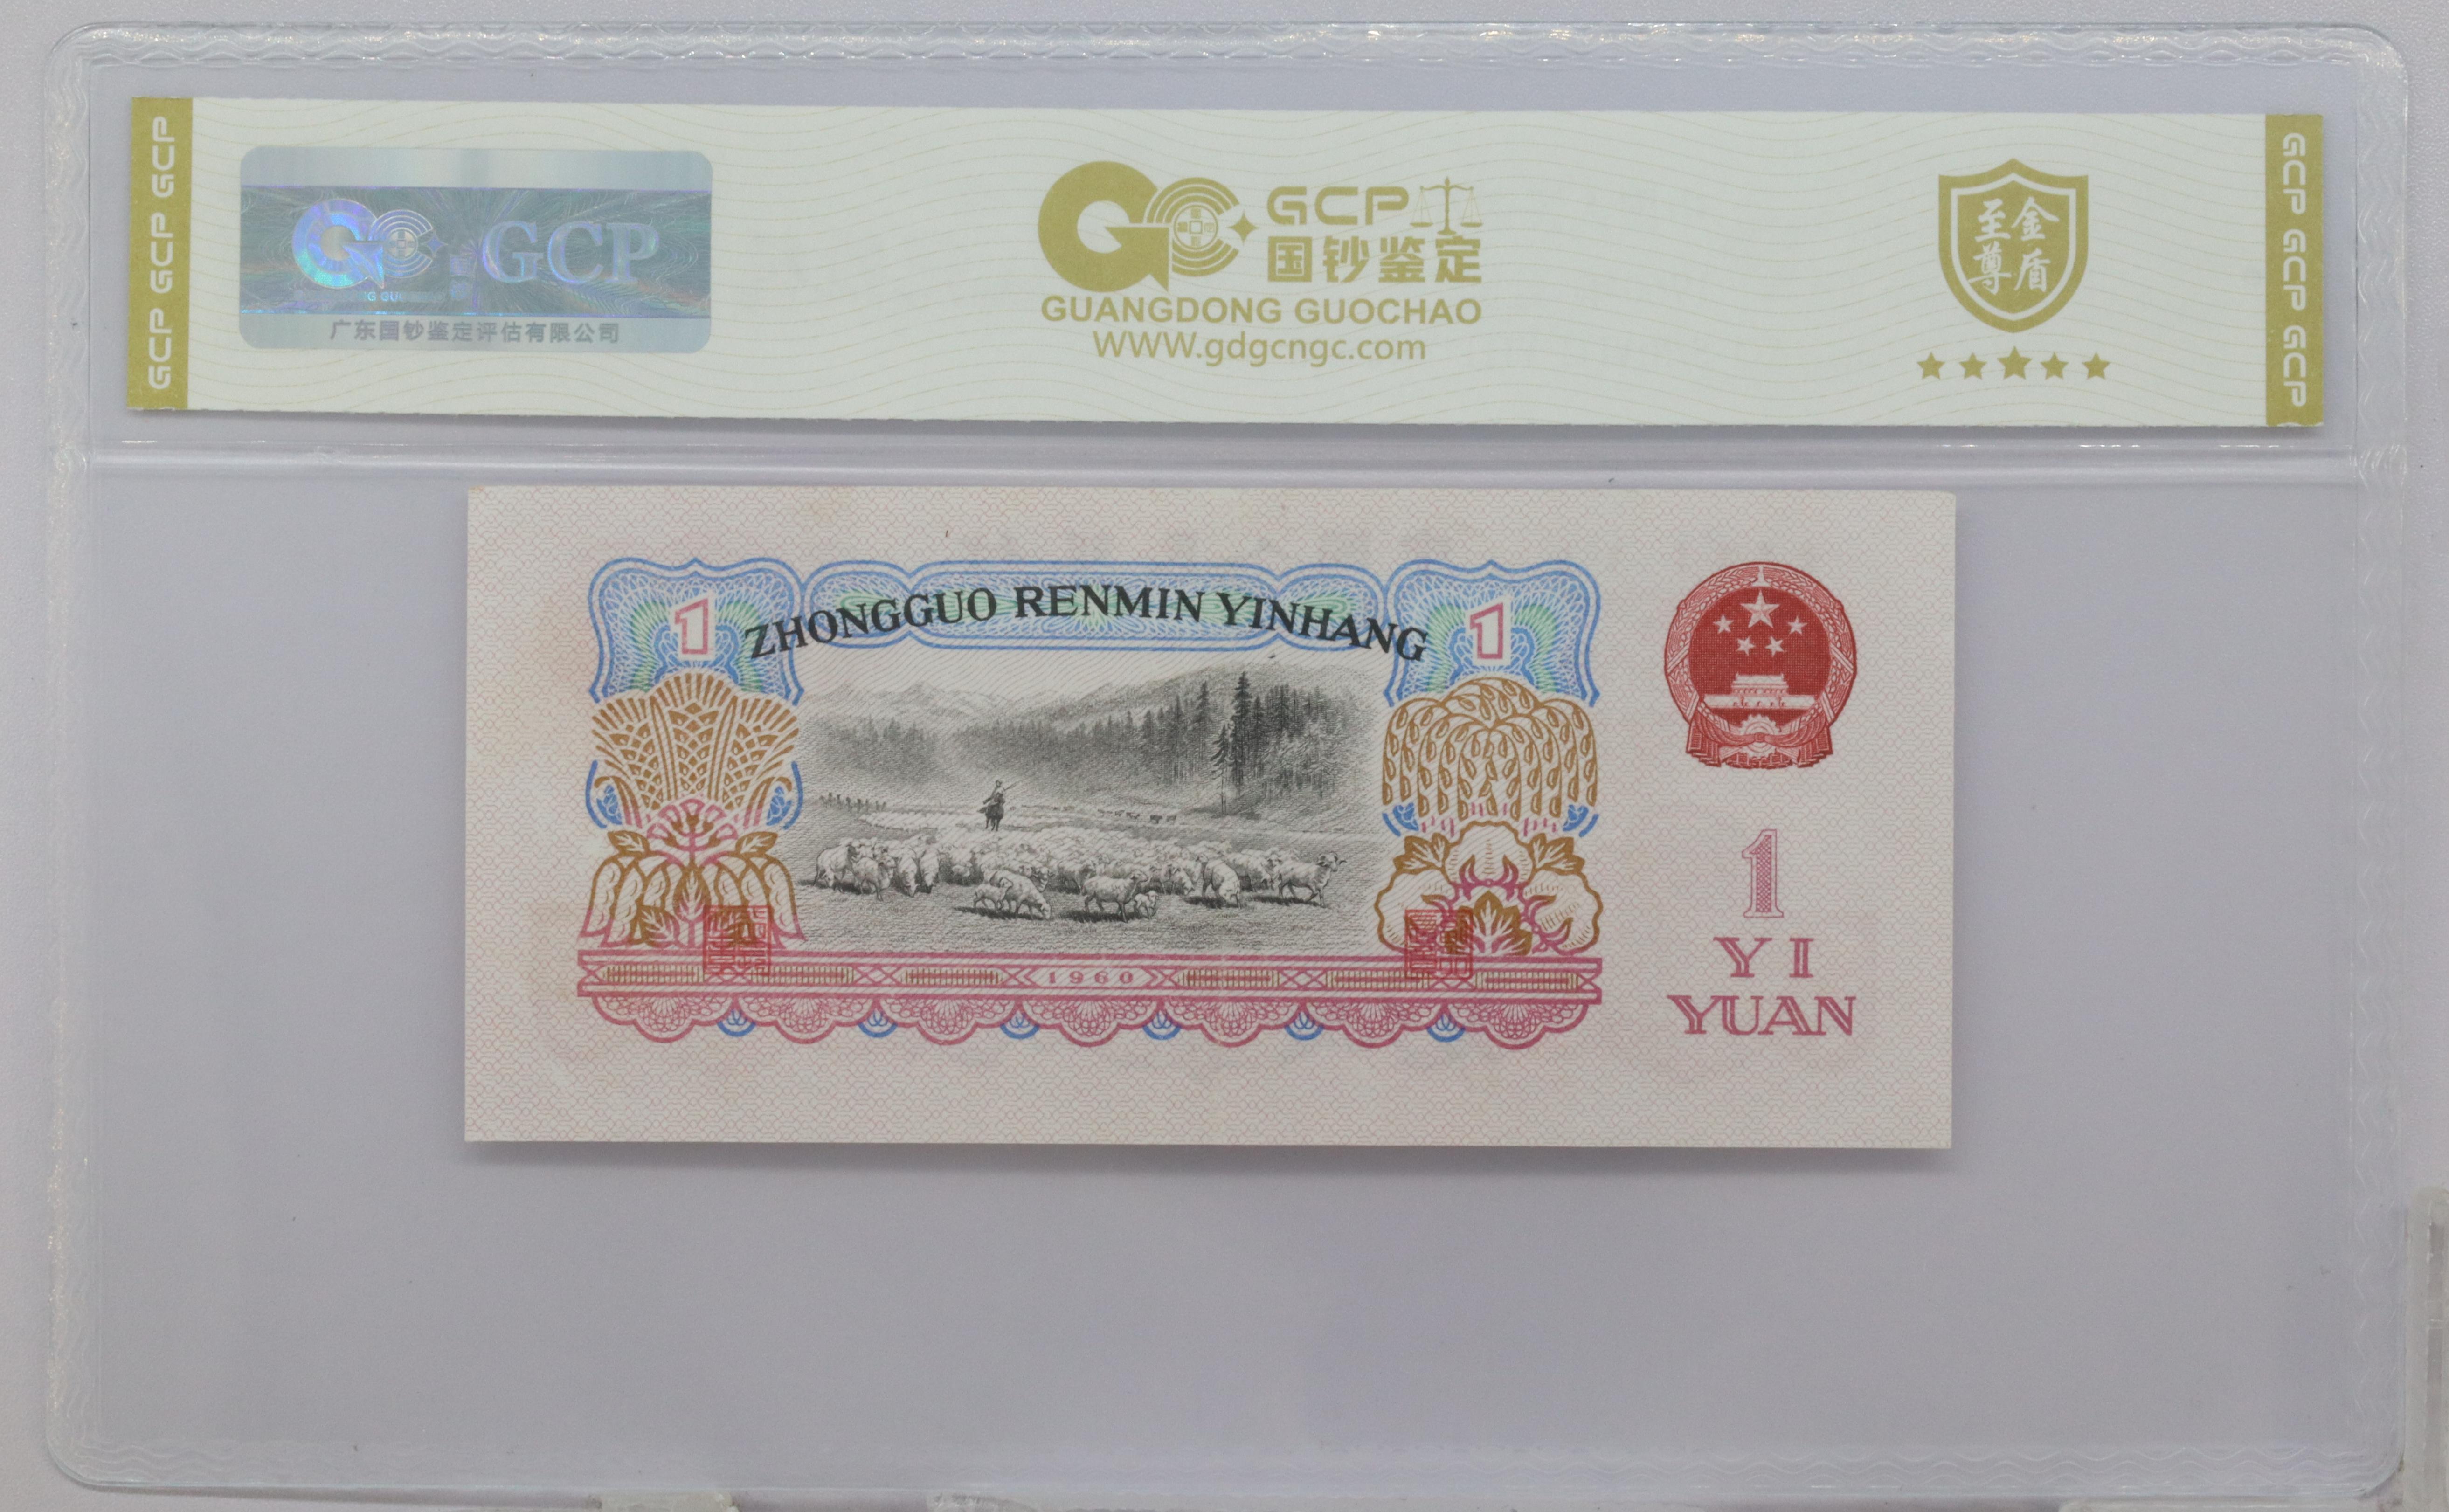 GCP GCP GCP
GCP
GCP
广东国钞鉴定评估有限公司
GCP
国钞鉴定
GUANGDONG GUOCHAO
WWW.gdgcngc.com
至尊
金盾
GCP GCP GCP
ZHONGGUO RENMIN YINHANG
1
1
1960
1
YI
YUAN